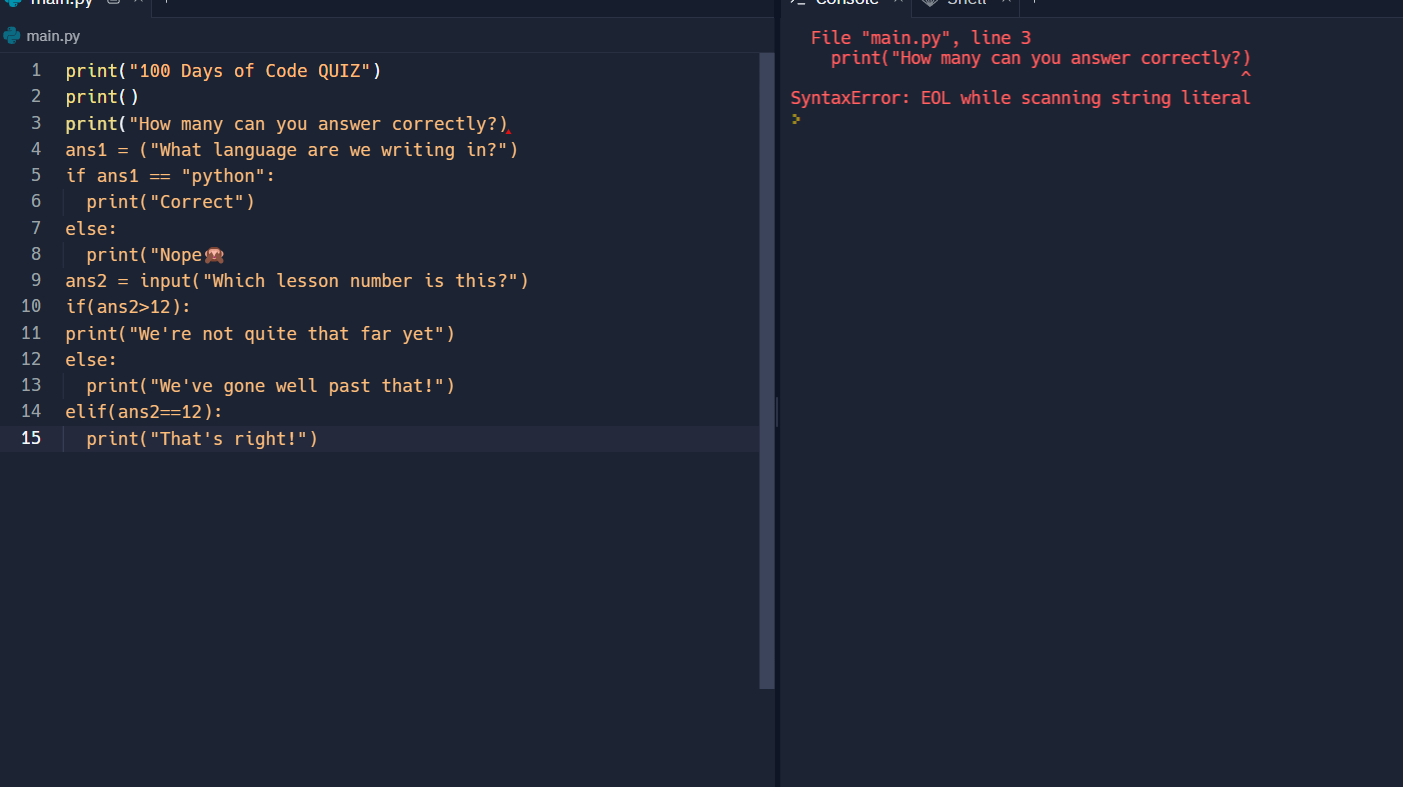 main.py
Console
Shell
main.py
1 print("100 Days of Code QUIZ")
2 print()
3 print("How many can you answer correctly?)
4 ans1 = ("What language are we writing in?")
5 if ans1 == "python":
6   print("Correct")
7 else:
8   print("Nope🙈
9 ans2 = input("Which lesson number is this?")
10 if(ans2>12):
11 print("We're not quite that far yet")
12 else:
13   print("We've gone well past that!")
14 elif(ans2==12):
15   print("That's right!")
File "main.py", line 3
print("How many can you answer correctly?)
^
SyntaxError: EOL while scanning string literal